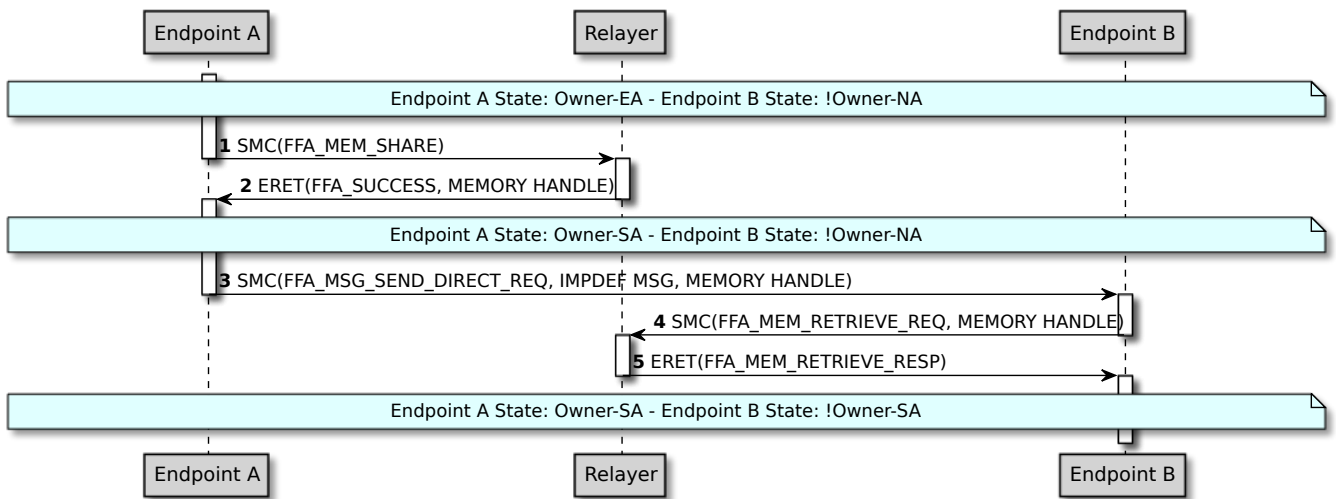 Endpoint A
Relayer
Endpoint B
Endpoint A State: Owner-EA - Endpoint B State: !Owner-NA
1 SMC(FFA_MEM_SHARE)
2 ERET(FFA_SUCCESS, MEMORY HANDLE)
Endpoint A State: Owner-SA - Endpoint B State: !Owner-NA
3 SMC(FFA_MSG_SEND_DIRECT_REQ, IMPDEF MSG, MEMORY HANDLE)
4 SMC(FFA_MEM_RETRIEVE_REQ, MEMORY HANDLE)
5 ERET(FFA_MEM_RETRIEVE_RESP)
Endpoint A State: Owner-SA - Endpoint B State: !Owner-SA
Endpoint A
Relayer
Endpoint B